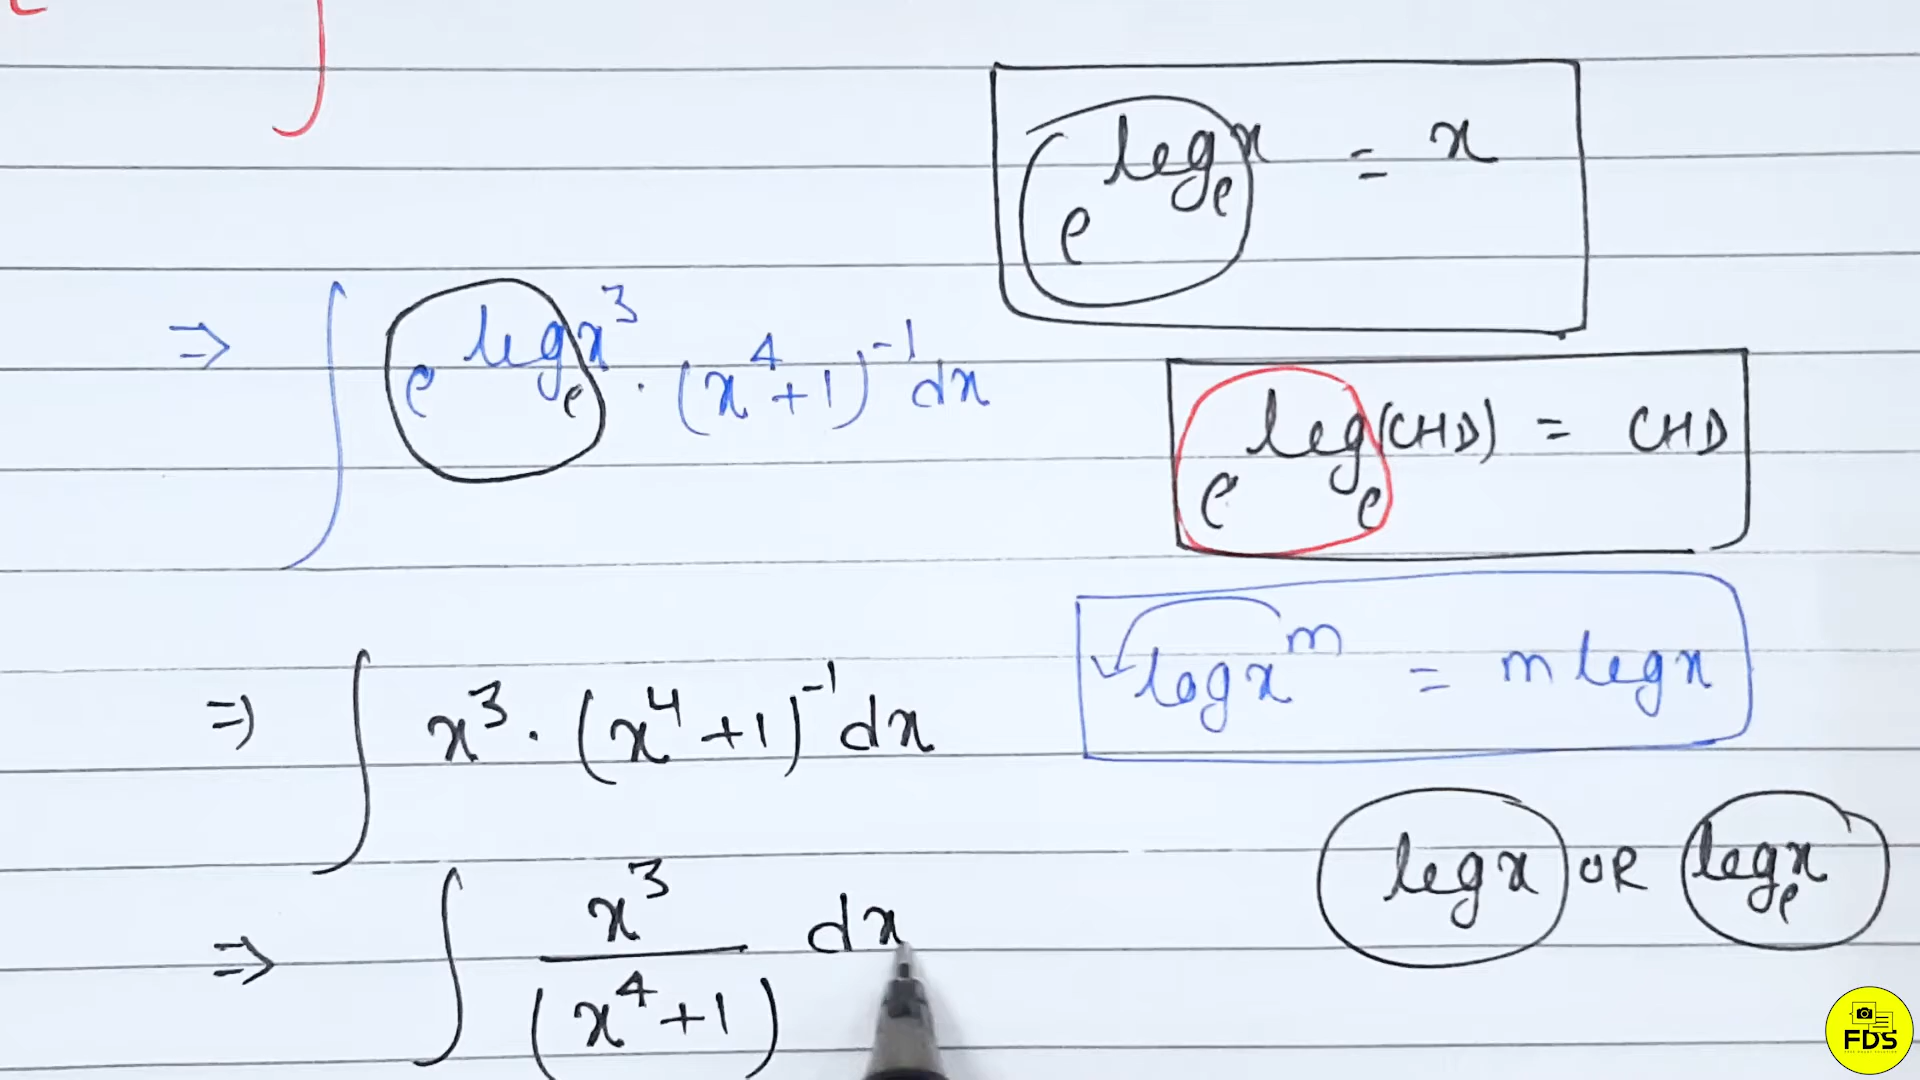 e^{log_e x} = x
⇒ ∫ e^{log_e x^3} · (x^4+1)^{-1} dx
e^{log_e (CHD)} = CHD
log x^m = m log x
⇒ ∫ x^3 · (x^4+1)^{-1} dx
log x OR log_e x
⇒ ∫ x^3 / (x^4+1) dx
FDS